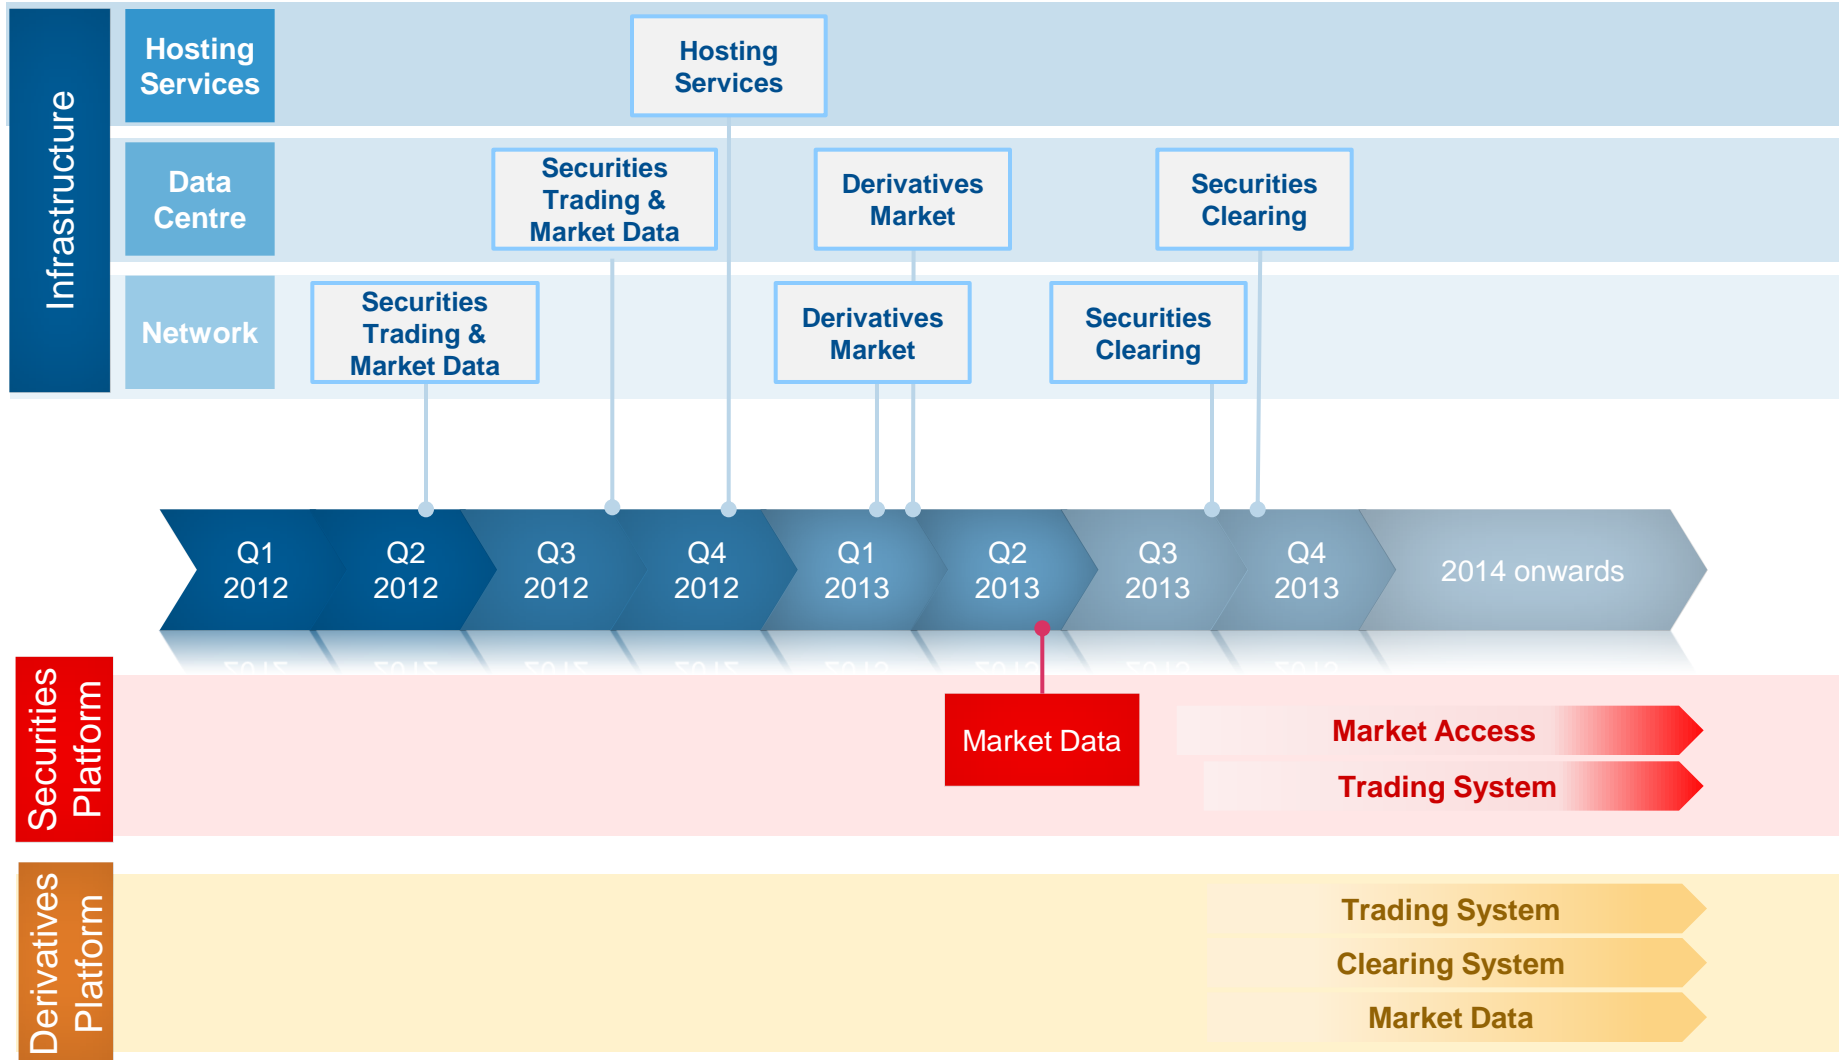 Infrastructure
Hosting
Services
Hosting
Services
Data
Centre
Securities
Trading &
Market Data
Derivatives
Market
Securities
Clearing
Network
Securities
Trading &
Market Data
Derivatives
Market
Securities
Clearing
Q1
2012
Q2
2012
Q3
2012
Q4
2012
Q1
2013
Q2
2013
Q3
2013
Q4
2013
2014 onwards
Securities
Platform
Market Data
Market Access
Trading System
Derivatives
Platform
Trading System
Clearing System
Market Data